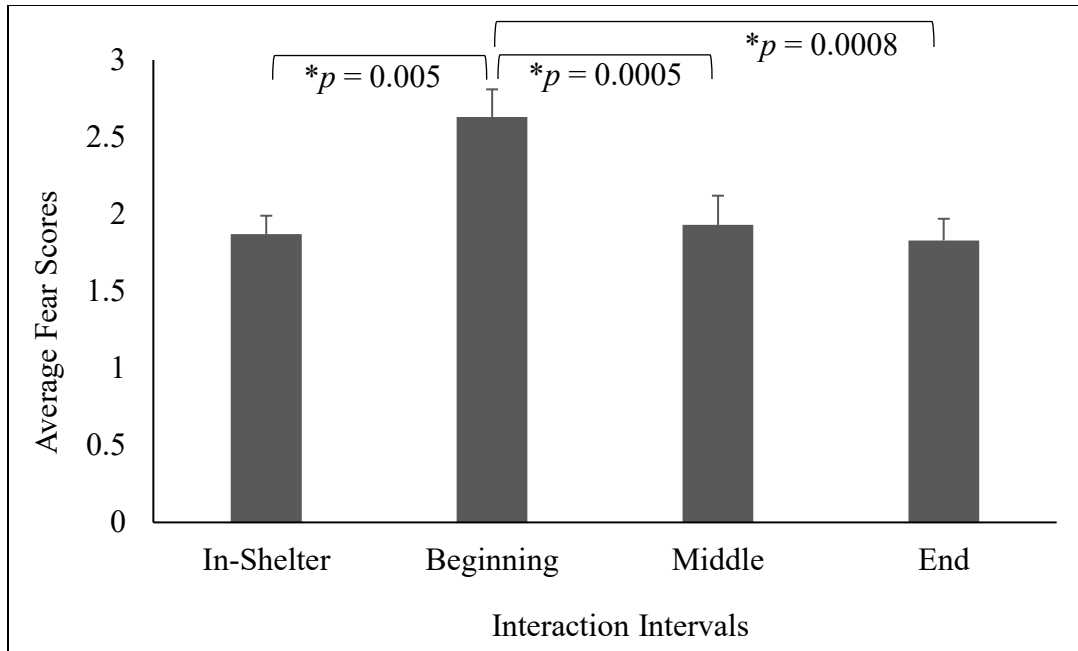 *p = 0.0008
*p = 0.005
*p = 0.0005
3
2.5
2
1.5
1
0.5
0
Average Fear Scores
In-Shelter Beginning Middle End
Interaction Intervals